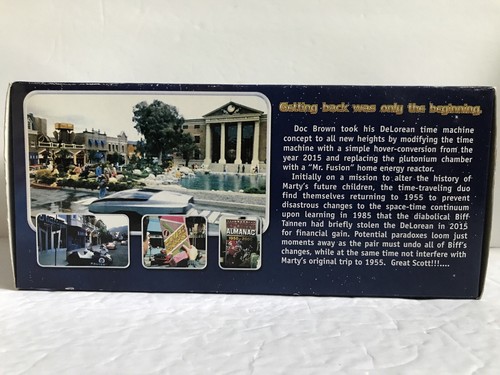 Getting back was only the beginning.
Doc Brown took his DeLorean time machine
concept to all new heights by modifying the time
machine with a simple hover-conversion from the
year 2015 and replacing the plutonium chamber
with a "Mr. Fusion" home energy reactor.
Initially on a mission to alter the history of
Marty's future children, the time-traveling duo
find themselves returning to 1955 to prevent
disastrous changes to the space-time continuum
upon learning in 1985 that the diabolical Biff
Tannen had briefly stolen the DeLorean in 2015
for financial gain. Potential paradoxes loom just
moments away as the pair must undo all of Biff's
changes, while at the same time not interfere with
Marty's original trip to 1955. Great Scott!!!....
ALMANAC